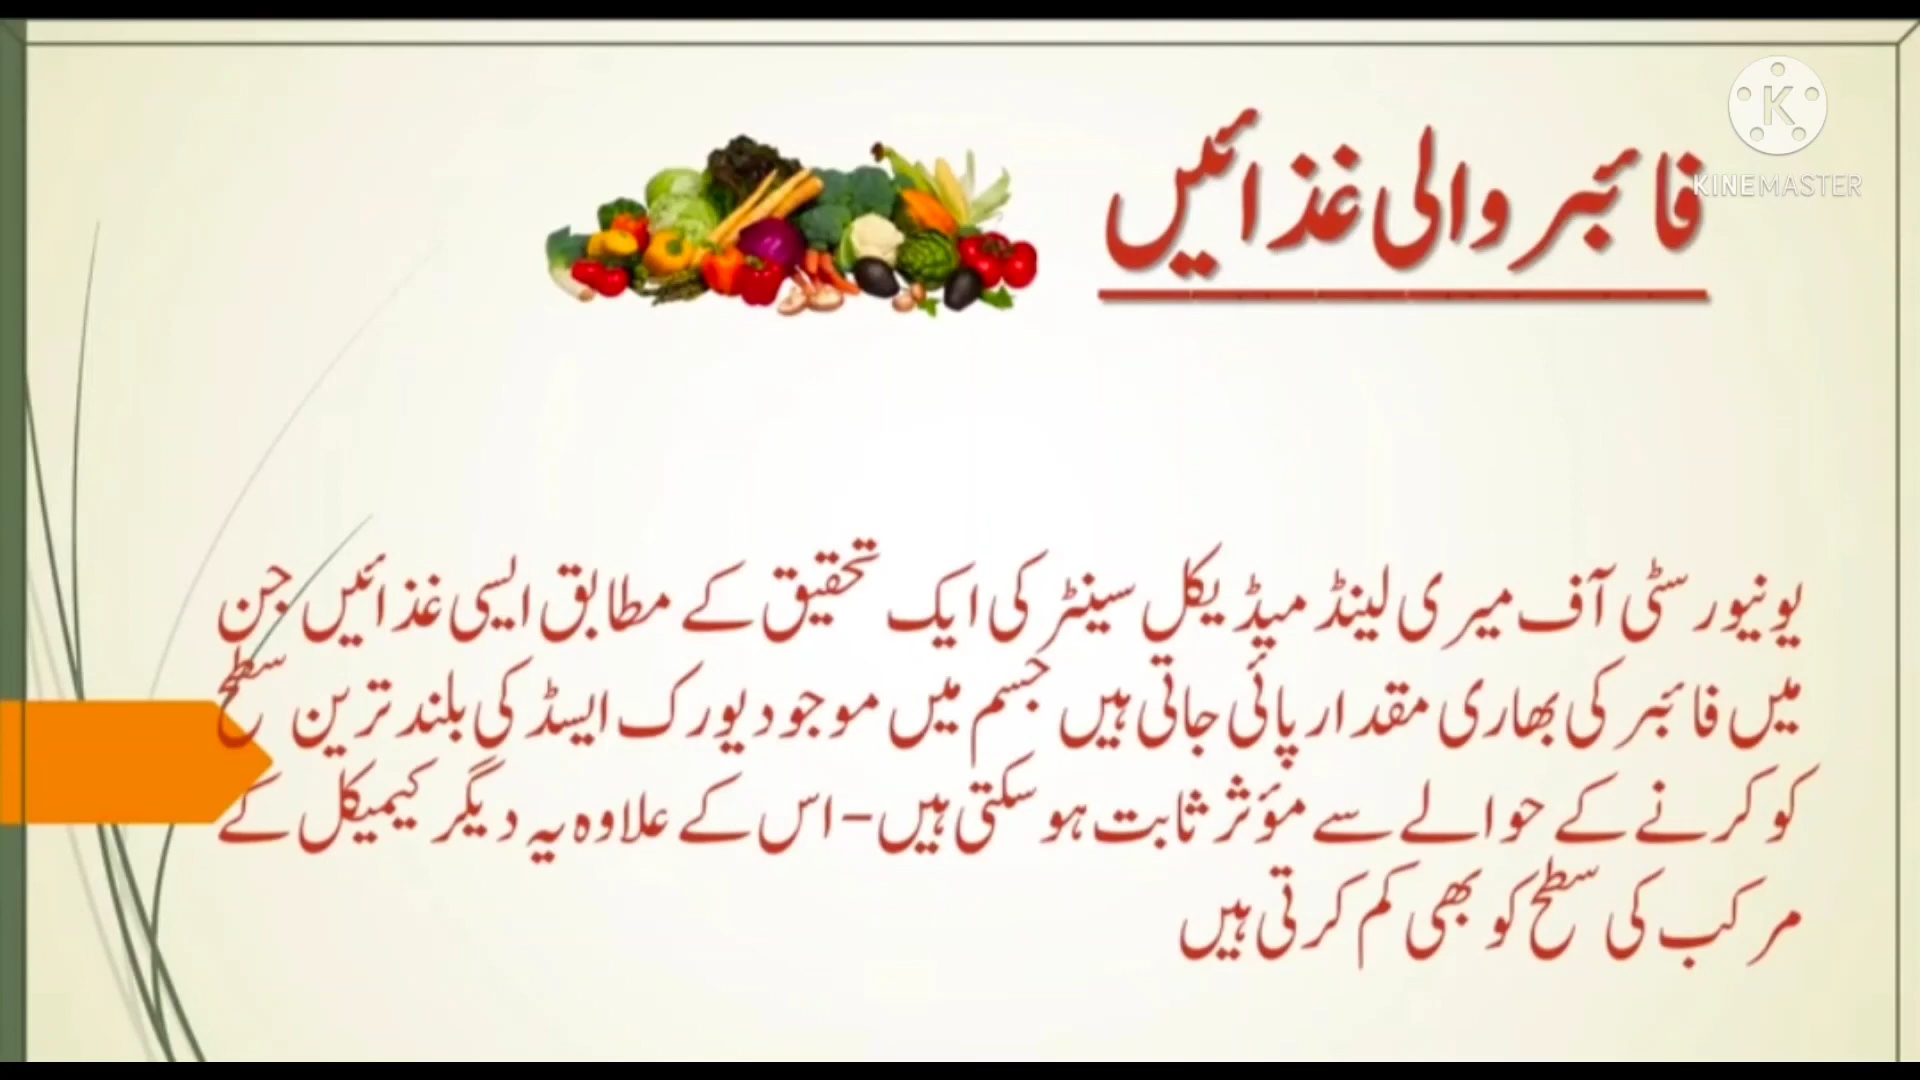 فائبر والی غذائیں
KINEMASTER
یونیورسٹی آف میری لینڈ میڈیکل سینٹر کی ایک تحقیق کے مطابق ایسی غذائیں جن
میں فائبر کی بھاری مقدار پائی جاتی ہیں جسم میں موجود یورک ایسڈ کی بلند ترین سطح
کو کرنے کے حوالے سے مؤثر ثابت ہو سکتی ہیں- اس کے علاوہ یہ دیگر کیمیکل کے
مرکب کی سطح کو بھی کم کرتی ہیں